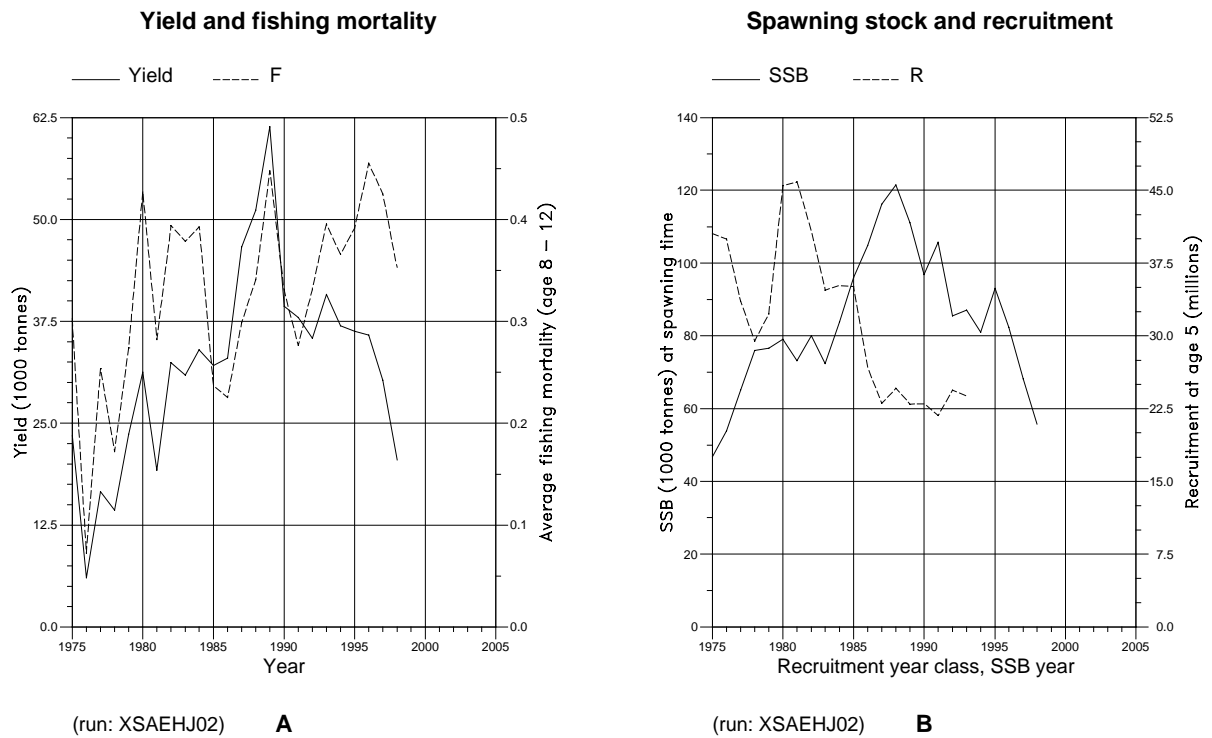 Yield and fishing mortality
Yield F
62.5 0.5
50.0 0.4
37.5 0.3
25.0 0.2
12.5 0.1
0.0 0.0
Yield (1000 tonnes)
Average fishing mortality (age 8 – 12)
1975 1980 1985 1990 1995 2000 2005
Year
(run: XSAEHJ02) A
Spawning stock and recruitment
SSB R
140 52.5
120 45.0
100 37.5
80 30.0
60 22.5
40 15.0
20 7.5
0 0.0
SSB (1000 tonnes) at spawning time
Recruitment at age 5 (millions)
1975 1980 1985 1990 1995 2000 2005
Recruitment year class, SSB year
(run: XSAEHJ02) B